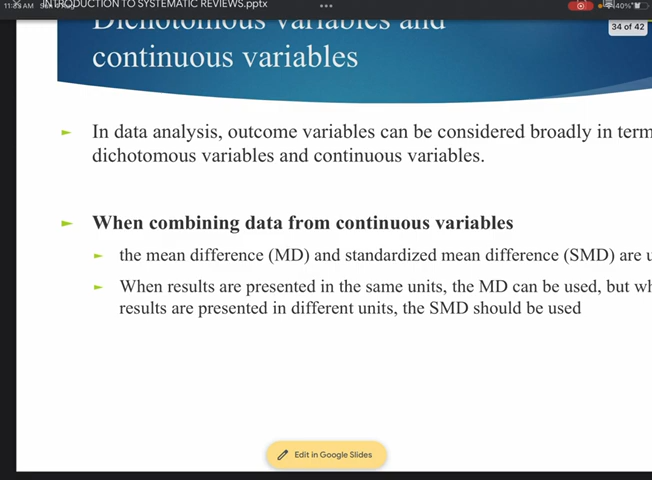 INTRODUCTION TO SYSTEMATIC REVIEWS.pptx
40%
34 of 42
Dichotomous variables and
continuous variables
In data analysis, outcome variables can be considered broadly in term
dichotomous variables and continuous variables.
When combining data from continuous variables
the mean difference (MD) and standardized mean difference (SMD) are u
When results are presented in the same units, the MD can be used, but wh
results are presented in different units, the SMD should be used
Edit in Google Slides